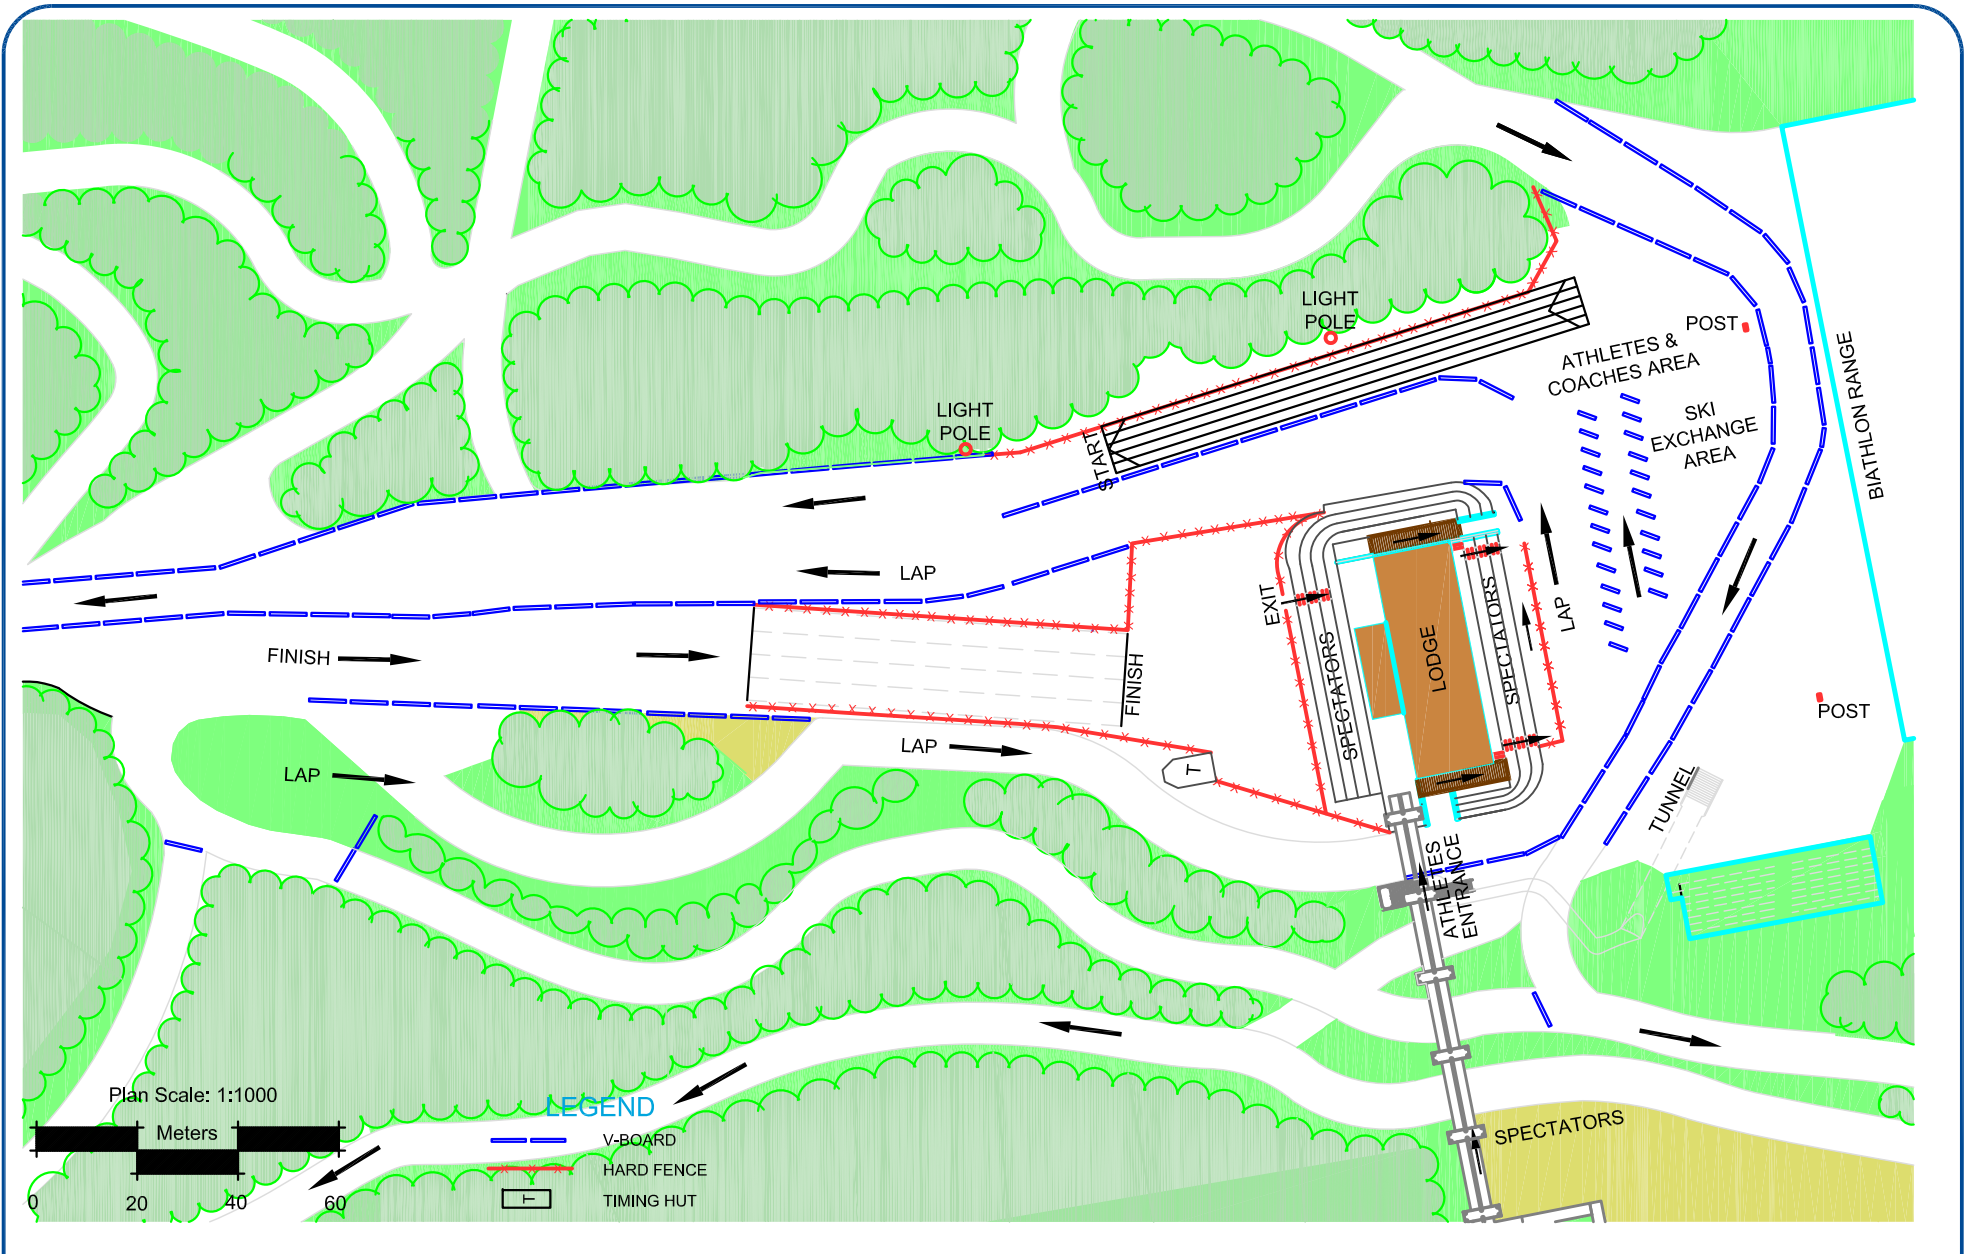 LIGHT
POLE
POST
ATHLETES &
COACHES AREA
BIATHLON RANGE
SKI
EXCHANGE
AREA
LIGHT
POLE
START
LAP
EXIT
LAP
FINISH
FINISH
SPECTATORS
LODGE
SPECTATORS
POST
LAP
LAP
T
TUNNEL
ATHLETES
ENTRANCE
SPECTATORS
Plan Scale: 1:1000
Meters
0 20 40 60
LEGEND
V-BOARD
HARD FENCE
T TIMING HUT